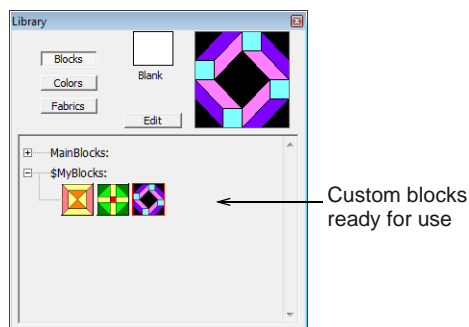 Library
Blocks
Colors
Fabrics
Blank
Edit
MainBlocks:
$MyBlocks:
Custom blocks
ready for use